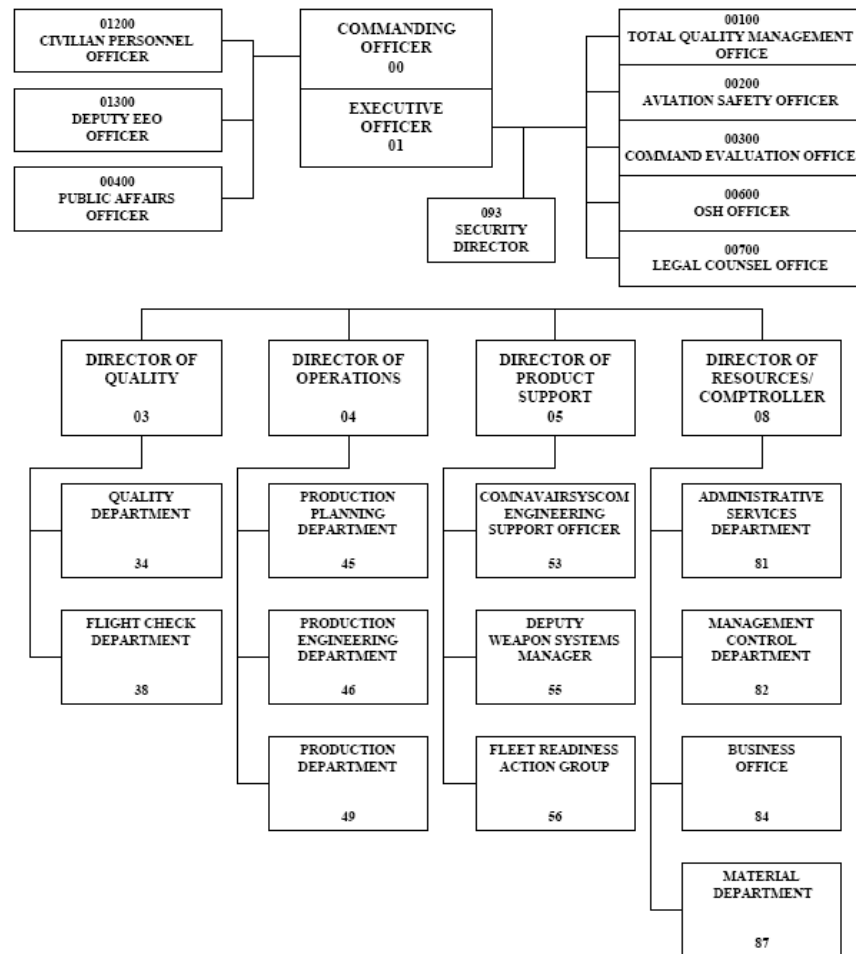 01200
CIVILIAN PERSONNEL
OFFICER
01300
DEPUTY EEO
OFFICER
00400
PUBLIC AFFAIRS
OFFICER
COMMANDING
OFFICER
00
EXECUTIVE
OFFICER
01
093
SECURITY
DIRECTOR
00100
TOTAL QUALITY MANAGEMENT
OFFICE
00200
AVIATION SAFETY OFFICER
00300
COMMAND EVALUATION OFFICE
00600
OSH OFFICER
00700
LEGAL COUNSEL OFFICE
DIRECTOR OF
QUALITY
03
QUALITY
DEPARTMENT
34
FLIGHT CHECK
DEPARTMENT
38
DIRECTOR OF
OPERATIONS
04
PRODUCTION
PLANNING
DEPARTMENT
45
PRODUCTION
ENGINEERING
DEPARTMENT
46
PRODUCTION
DEPARTMENT
49
DIRECTOR OF
PRODUCT
SUPPORT
05
COMNAVAIRSYSCOM
ENGINEERING
SUPPORT OFFICER
53
DEPUTY
WEAPON SYSTEMS
MANAGER
55
FLEET READINESS
ACTION GROUP
56
DIRECTOR OF
RESOURCES/
COMPTROLLER
08
ADMINISTRATIVE
SERVICES
DEPARTMENT
81
MANAGEMENT
CONTROL
DEPARTMENT
82
BUSINESS
OFFICE
84
MATERIAL
DEPARTMENT
87